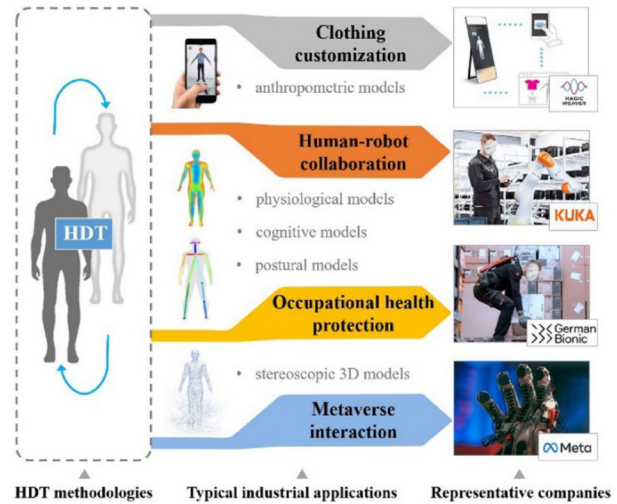 Clothing
customization
• anthropometric models
MAGIC
WEAVER
Human-robot
collaboration
• physiological models
• cognitive models
• postural models
KUKA
HDT
Occupational health
protection
German
Bionic
• stereoscopic 3D models
Metaverse
interaction
Meta
HDT methodologies
Typical industrial applications
Representative companies